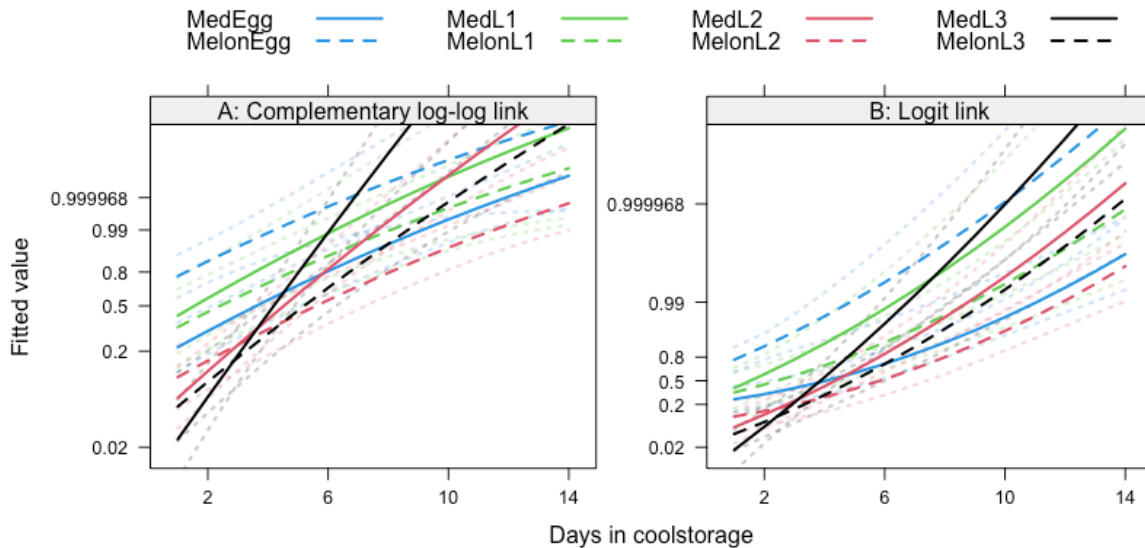 MedEgg MedL1 MedL2 MedL3
MelonEgg MelonL1 MelonL2 MelonL3
A: Complementary log-log link
B: Logit link
Fitted value
0.999968
0.99
0.8
0.5
0.2
0.02
0.999968
0.99
0.8
0.5
0.2
0.02
2 6 10 14
2 6 10 14
Days in coolstorage